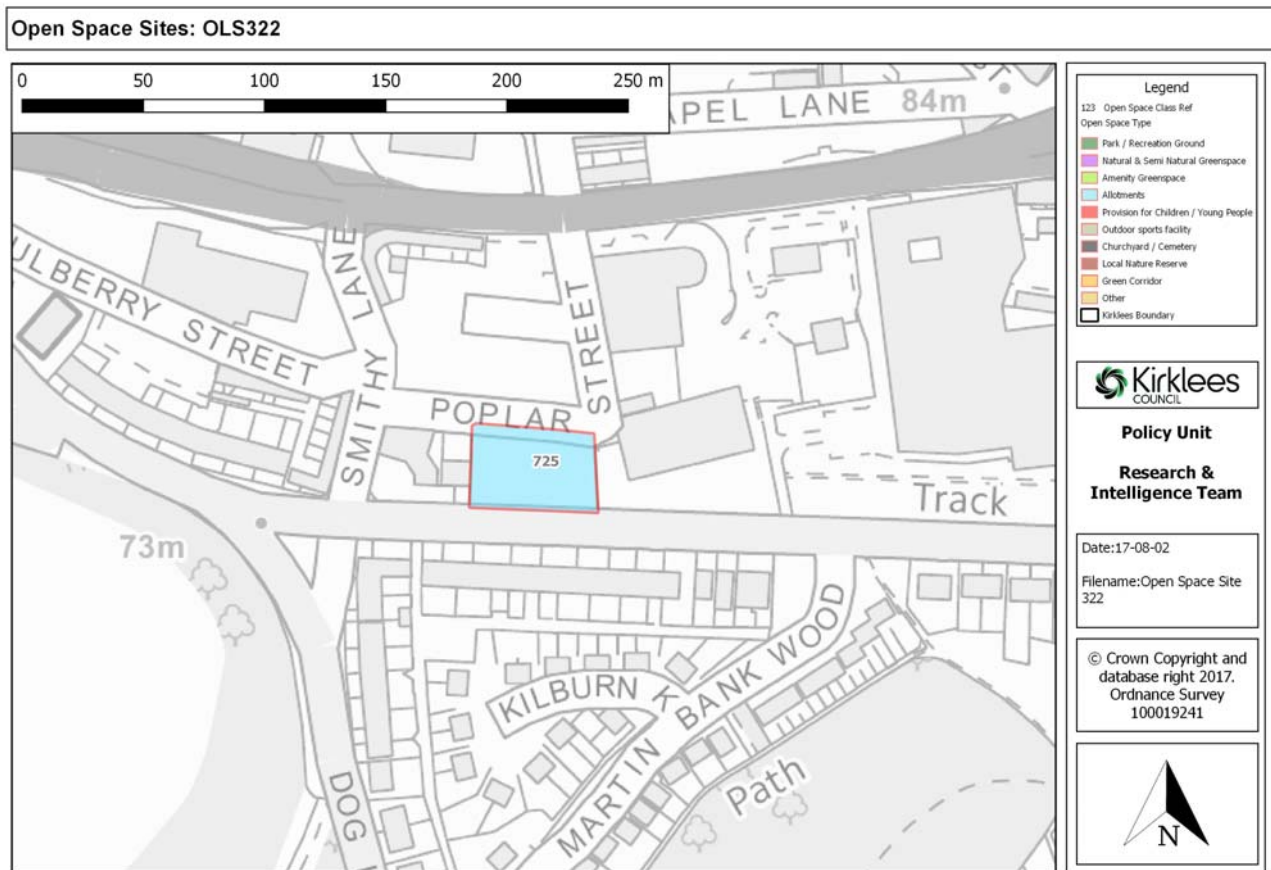 Open Space Sites: OLS322
0 50 100 150 200 250 m
APEL LANE
84m
ST
ULBERRY STREET
SMITHY LANE
POPLAR STREET
725
Track
73m
KILBURN
K
MARTIN BANK WOOD
DOG
Path
Legend
123 Open Space Class Ref
Open Space Type
Park / Recreation Ground
Natural & Semi Natural Greenspace
Amenity Greenspace
Allotments
Provision for Children / Young People
Outdoor sports facility
Churchyard / Cemetery
Local Nature Reserve
Green Corridor
Other
Kirklees Boundary
Kirklees
COUNCIL
Policy Unit
Research &
Intelligence Team
Date:17-08-02
Filename:Open Space Site
322
© Crown Copyright and
database right 2017.
Ordnance Survey
100019241
N